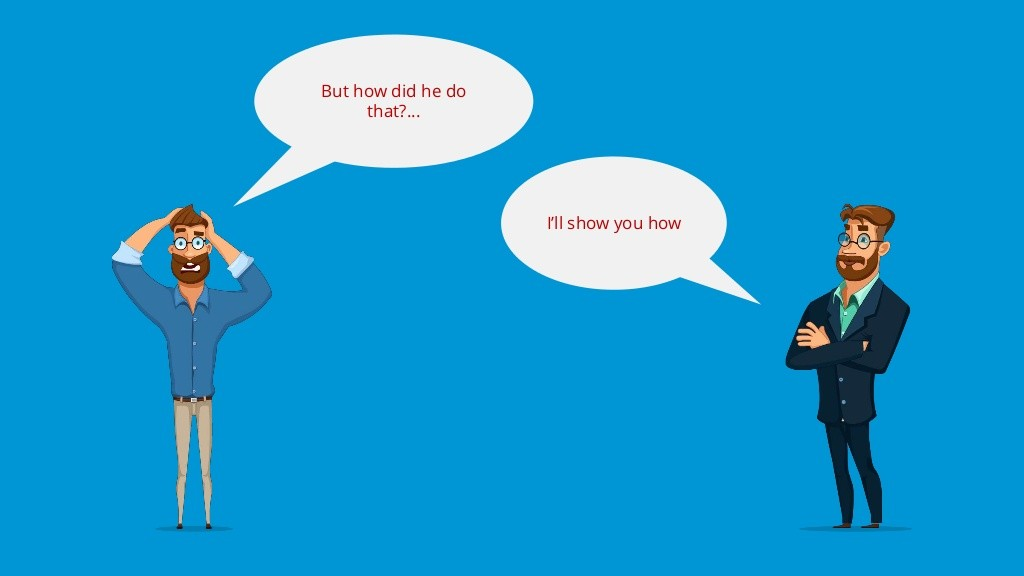 But how did he do
that?...
I’ll show you how